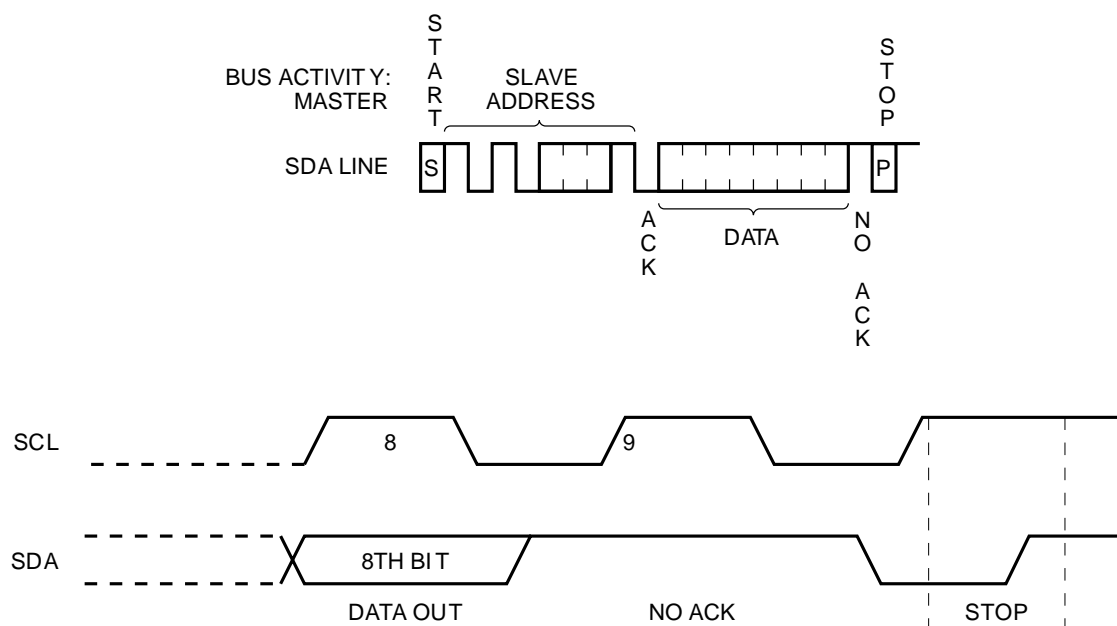 START
BUS ACTIVITY:
MASTER
SLAVE
ADDRESS
STOP
SDA LINE
S
P
ACK
DATA
NO ACK
SCL
8
9
SDA
8TH BIT
DATA OUT
NO ACK
STOP